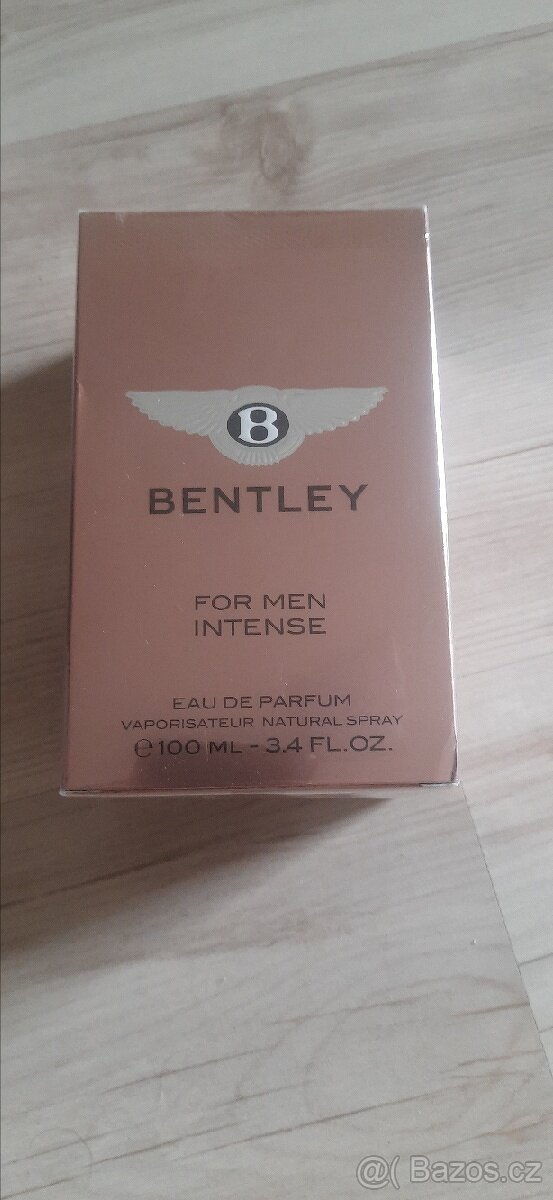 B
BENTLEY
FOR MEN
INTENSE
EAU DE PARFUM
VAPORISATEUR NATURAL SPRAY
℮ 100 ML - 3.4 FL.OZ.
@( Bazos.cz